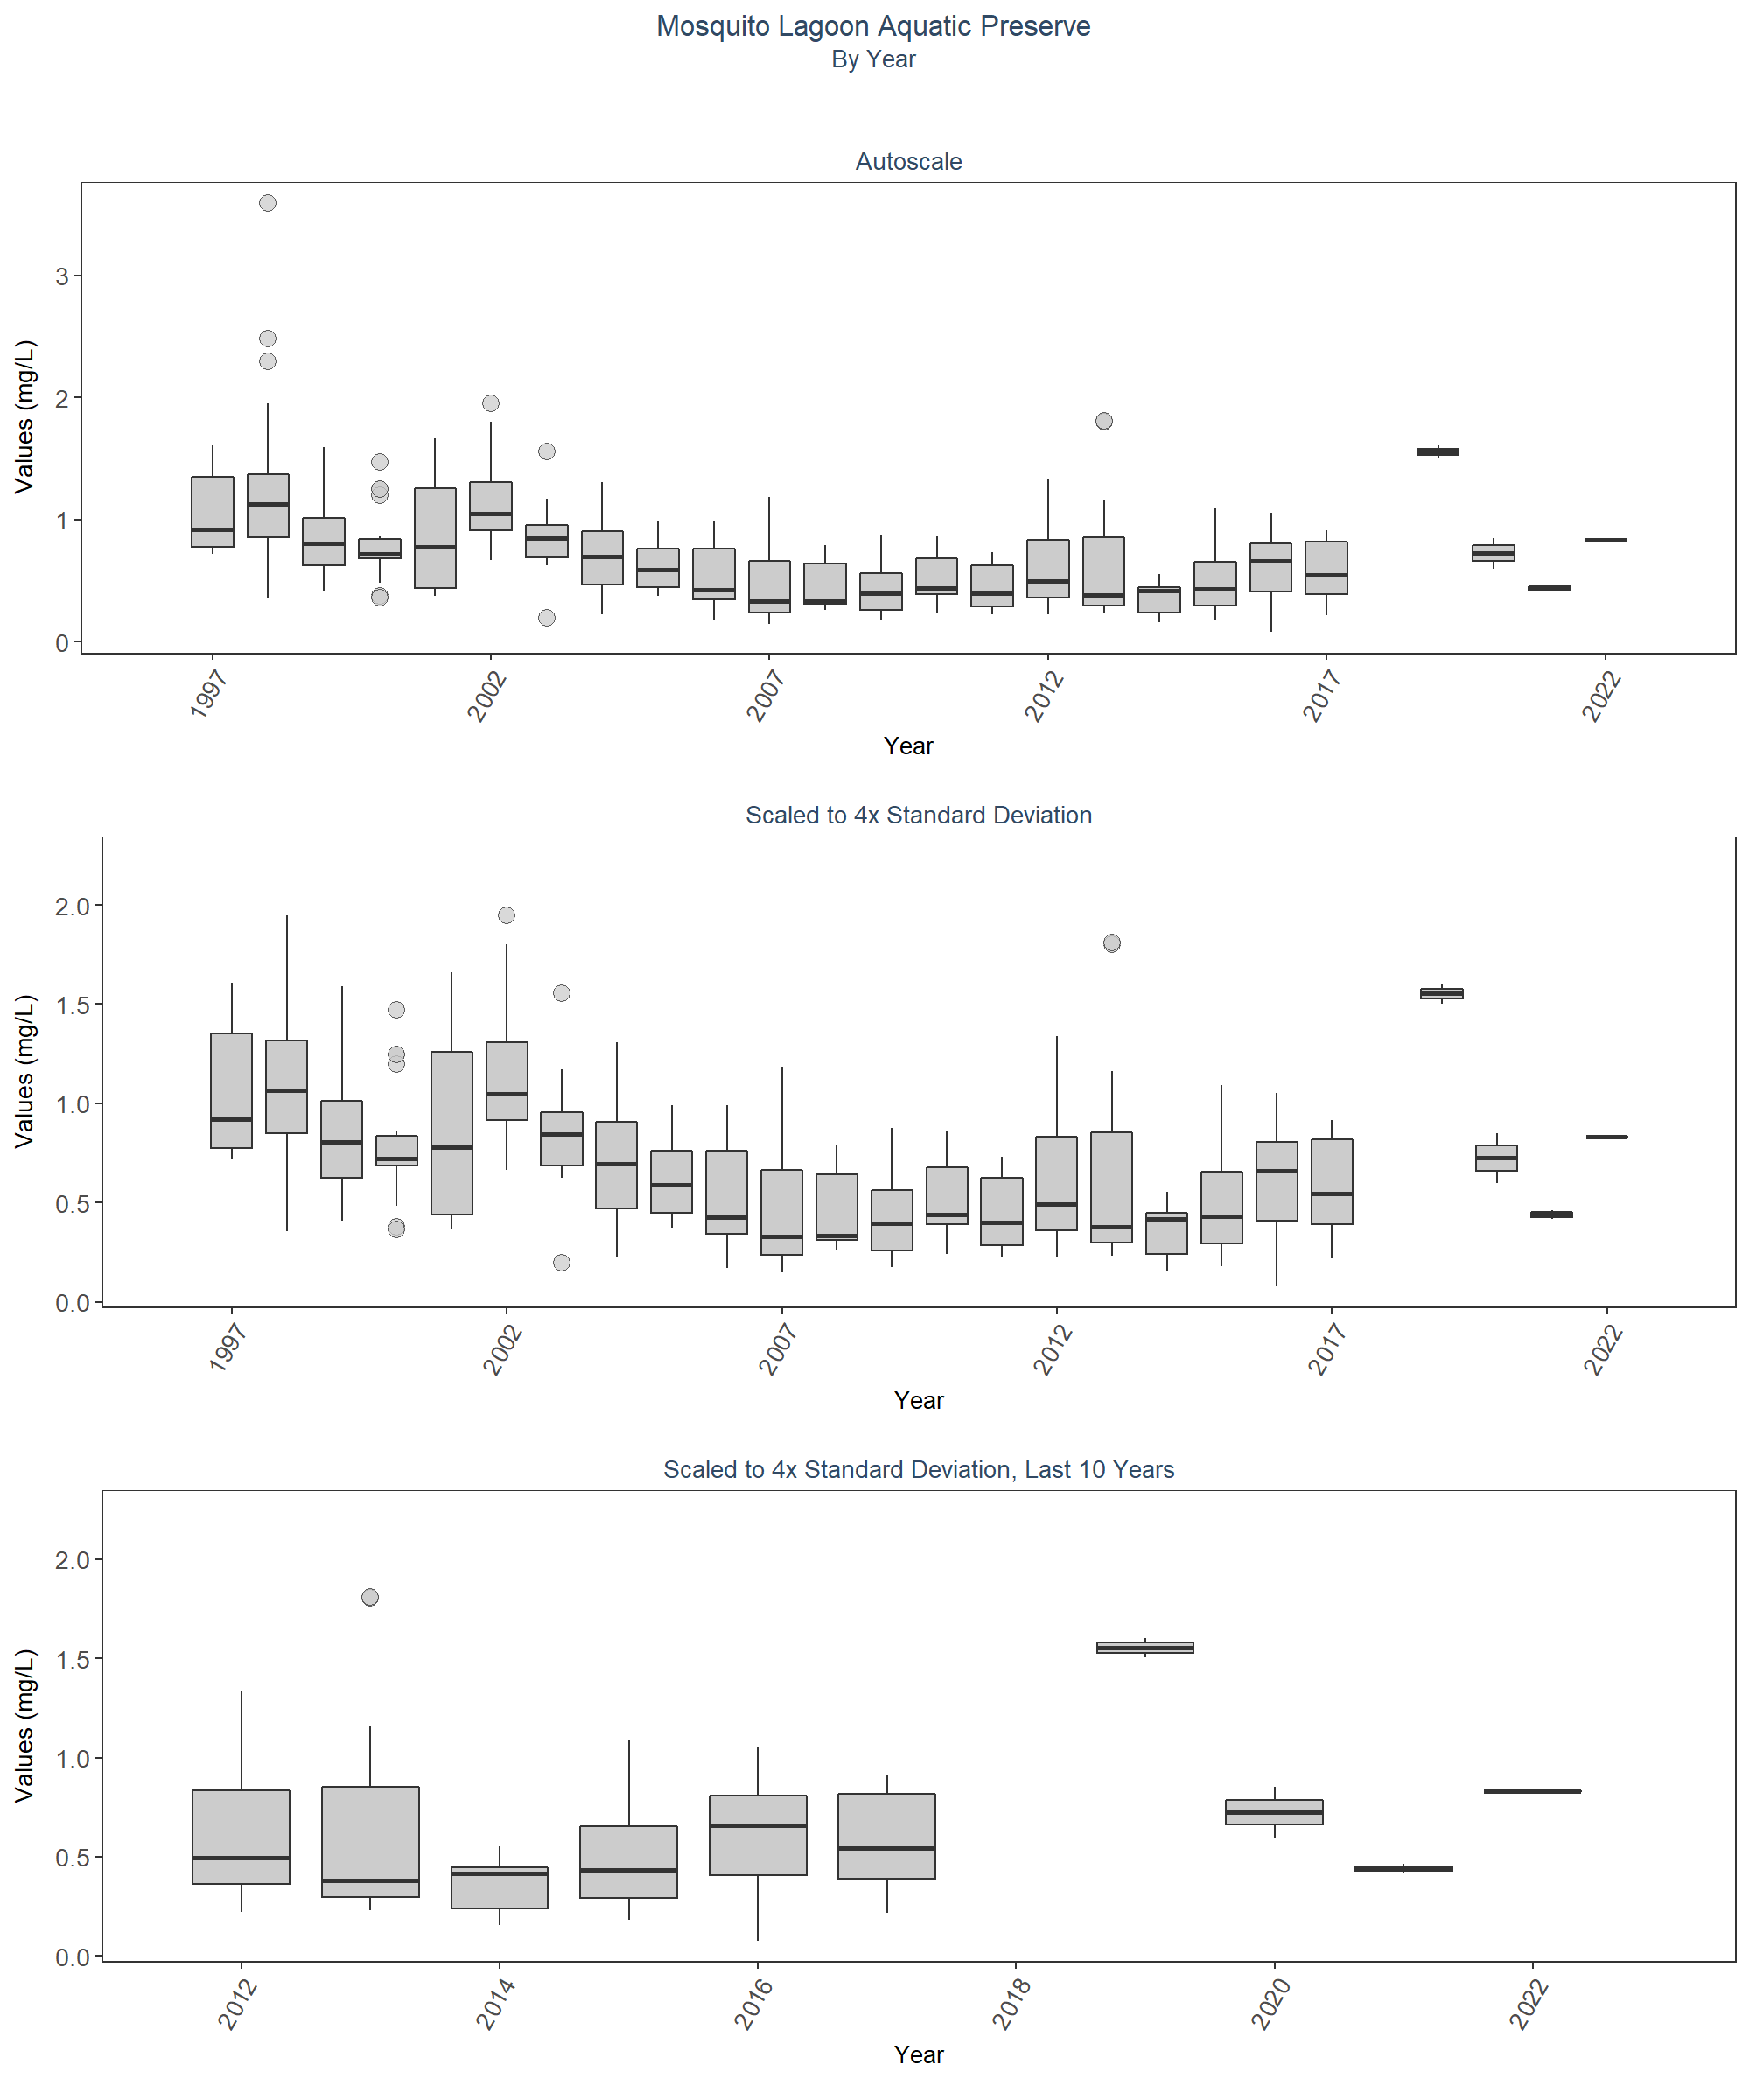 Mosquito Lagoon Aquatic Preserve
By Year
Autoscale
Values (mg/L)
3
2
1
0
1997 2002 2007 2012 2017 2022
Year
Scaled to 4x Standard Deviation
Values (mg/L)
2.0
1.5
1.0
0.5
0.0
1997 2002 2007 2012 2017 2022
Year
Scaled to 4x Standard Deviation, Last 10 Years
Values (mg/L)
2.0
1.5
1.0
0.5
0.0
2012 2014 2016 2018 2020 2022
Year